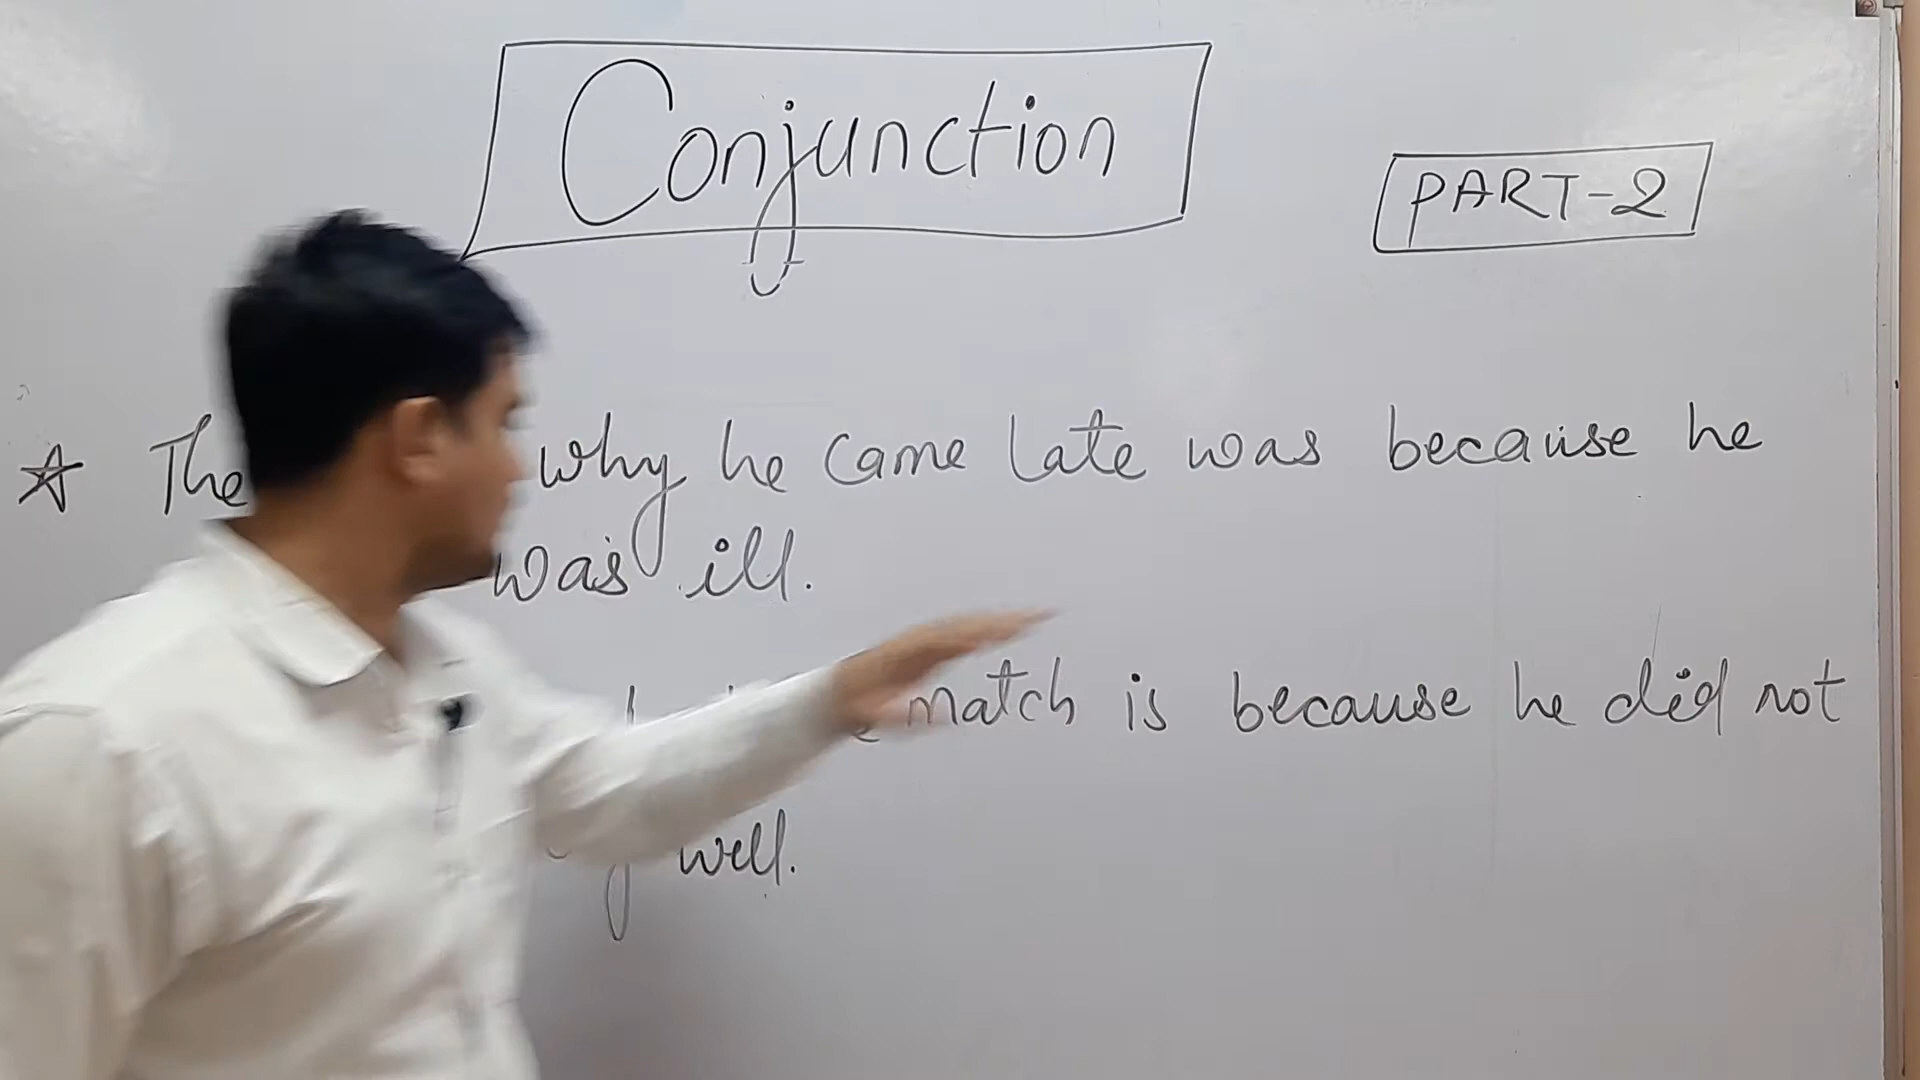 Conjunction
PART-2
The why he came late was because he
was ill.
match is because he did not
well.